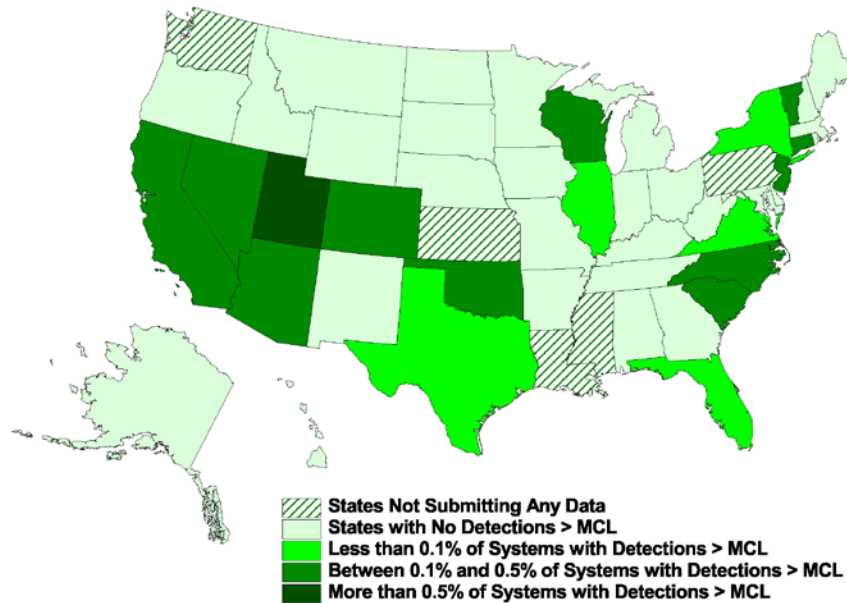 States Not Submitting Any Data
States with No Detections > MCL
Less than 0.1% of Systems with Detections > MCL
Between 0.1% and 0.5% of Systems with Detections > MCL
More than 0.5% of Systems with Detections > MCL